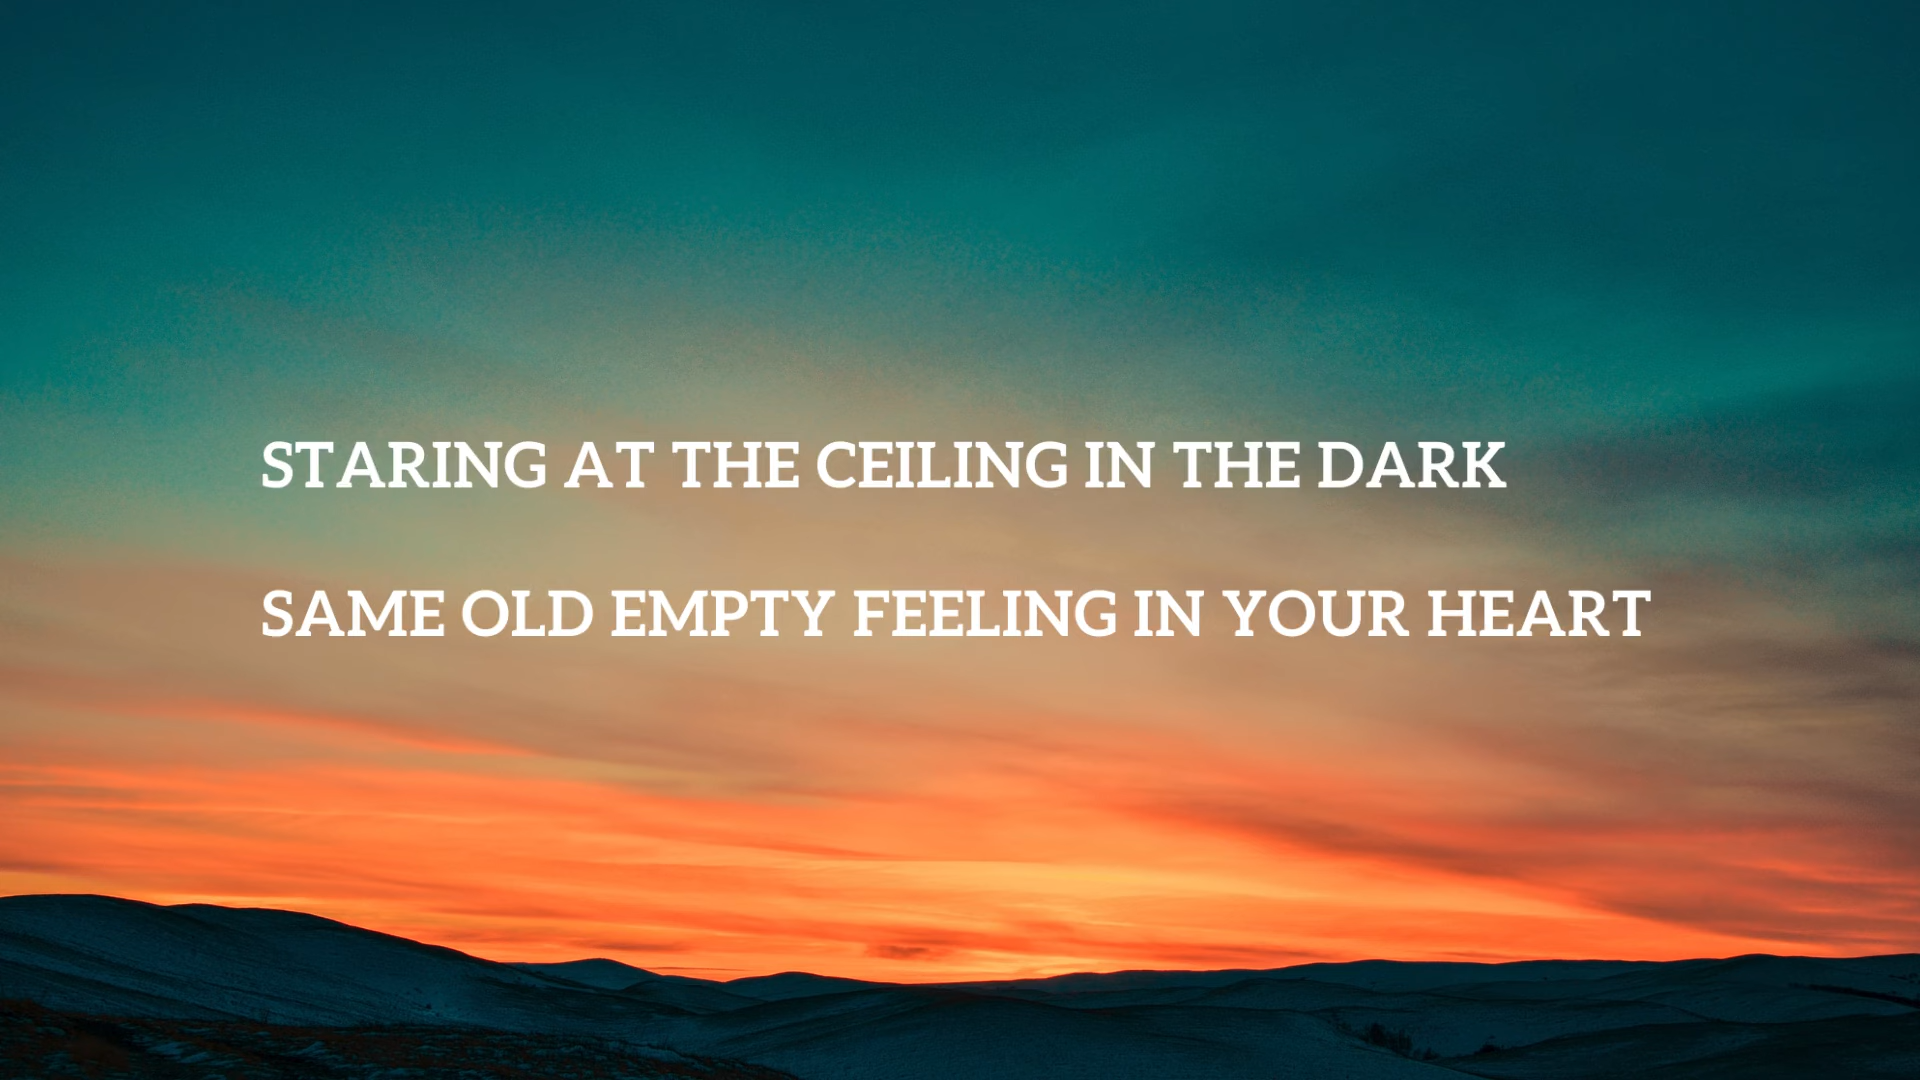 STARING AT THE CEILING IN THE DARK
SAME OLD EMPTY FEELING IN YOUR HEART